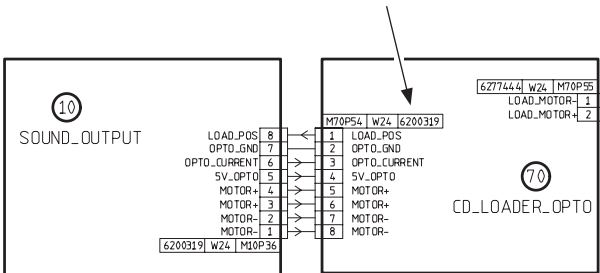 10
SOUND_OUTPUT
LOAD_POS 8
OPTO_GND 7
OPTO_CURRENT 6
5V_OPTO 5
MOTOR+ 4
MOTOR+ 3
MOTOR- 2
MOTOR- 1
6200319 W24 M10P36
M70P54 W24 6200319
1 LOAD_POS
2 OPTO_GND
3 OPTO_CURRENT
4 5V_OPTO
5 MOTOR+
6 MOTOR+
7 MOTOR-
8 MOTOR-
6277444 W24 M70P55
LOAD_MOTOR- 1
LOAD_MOTOR+ 2
70
CD_LOADER_OPTO